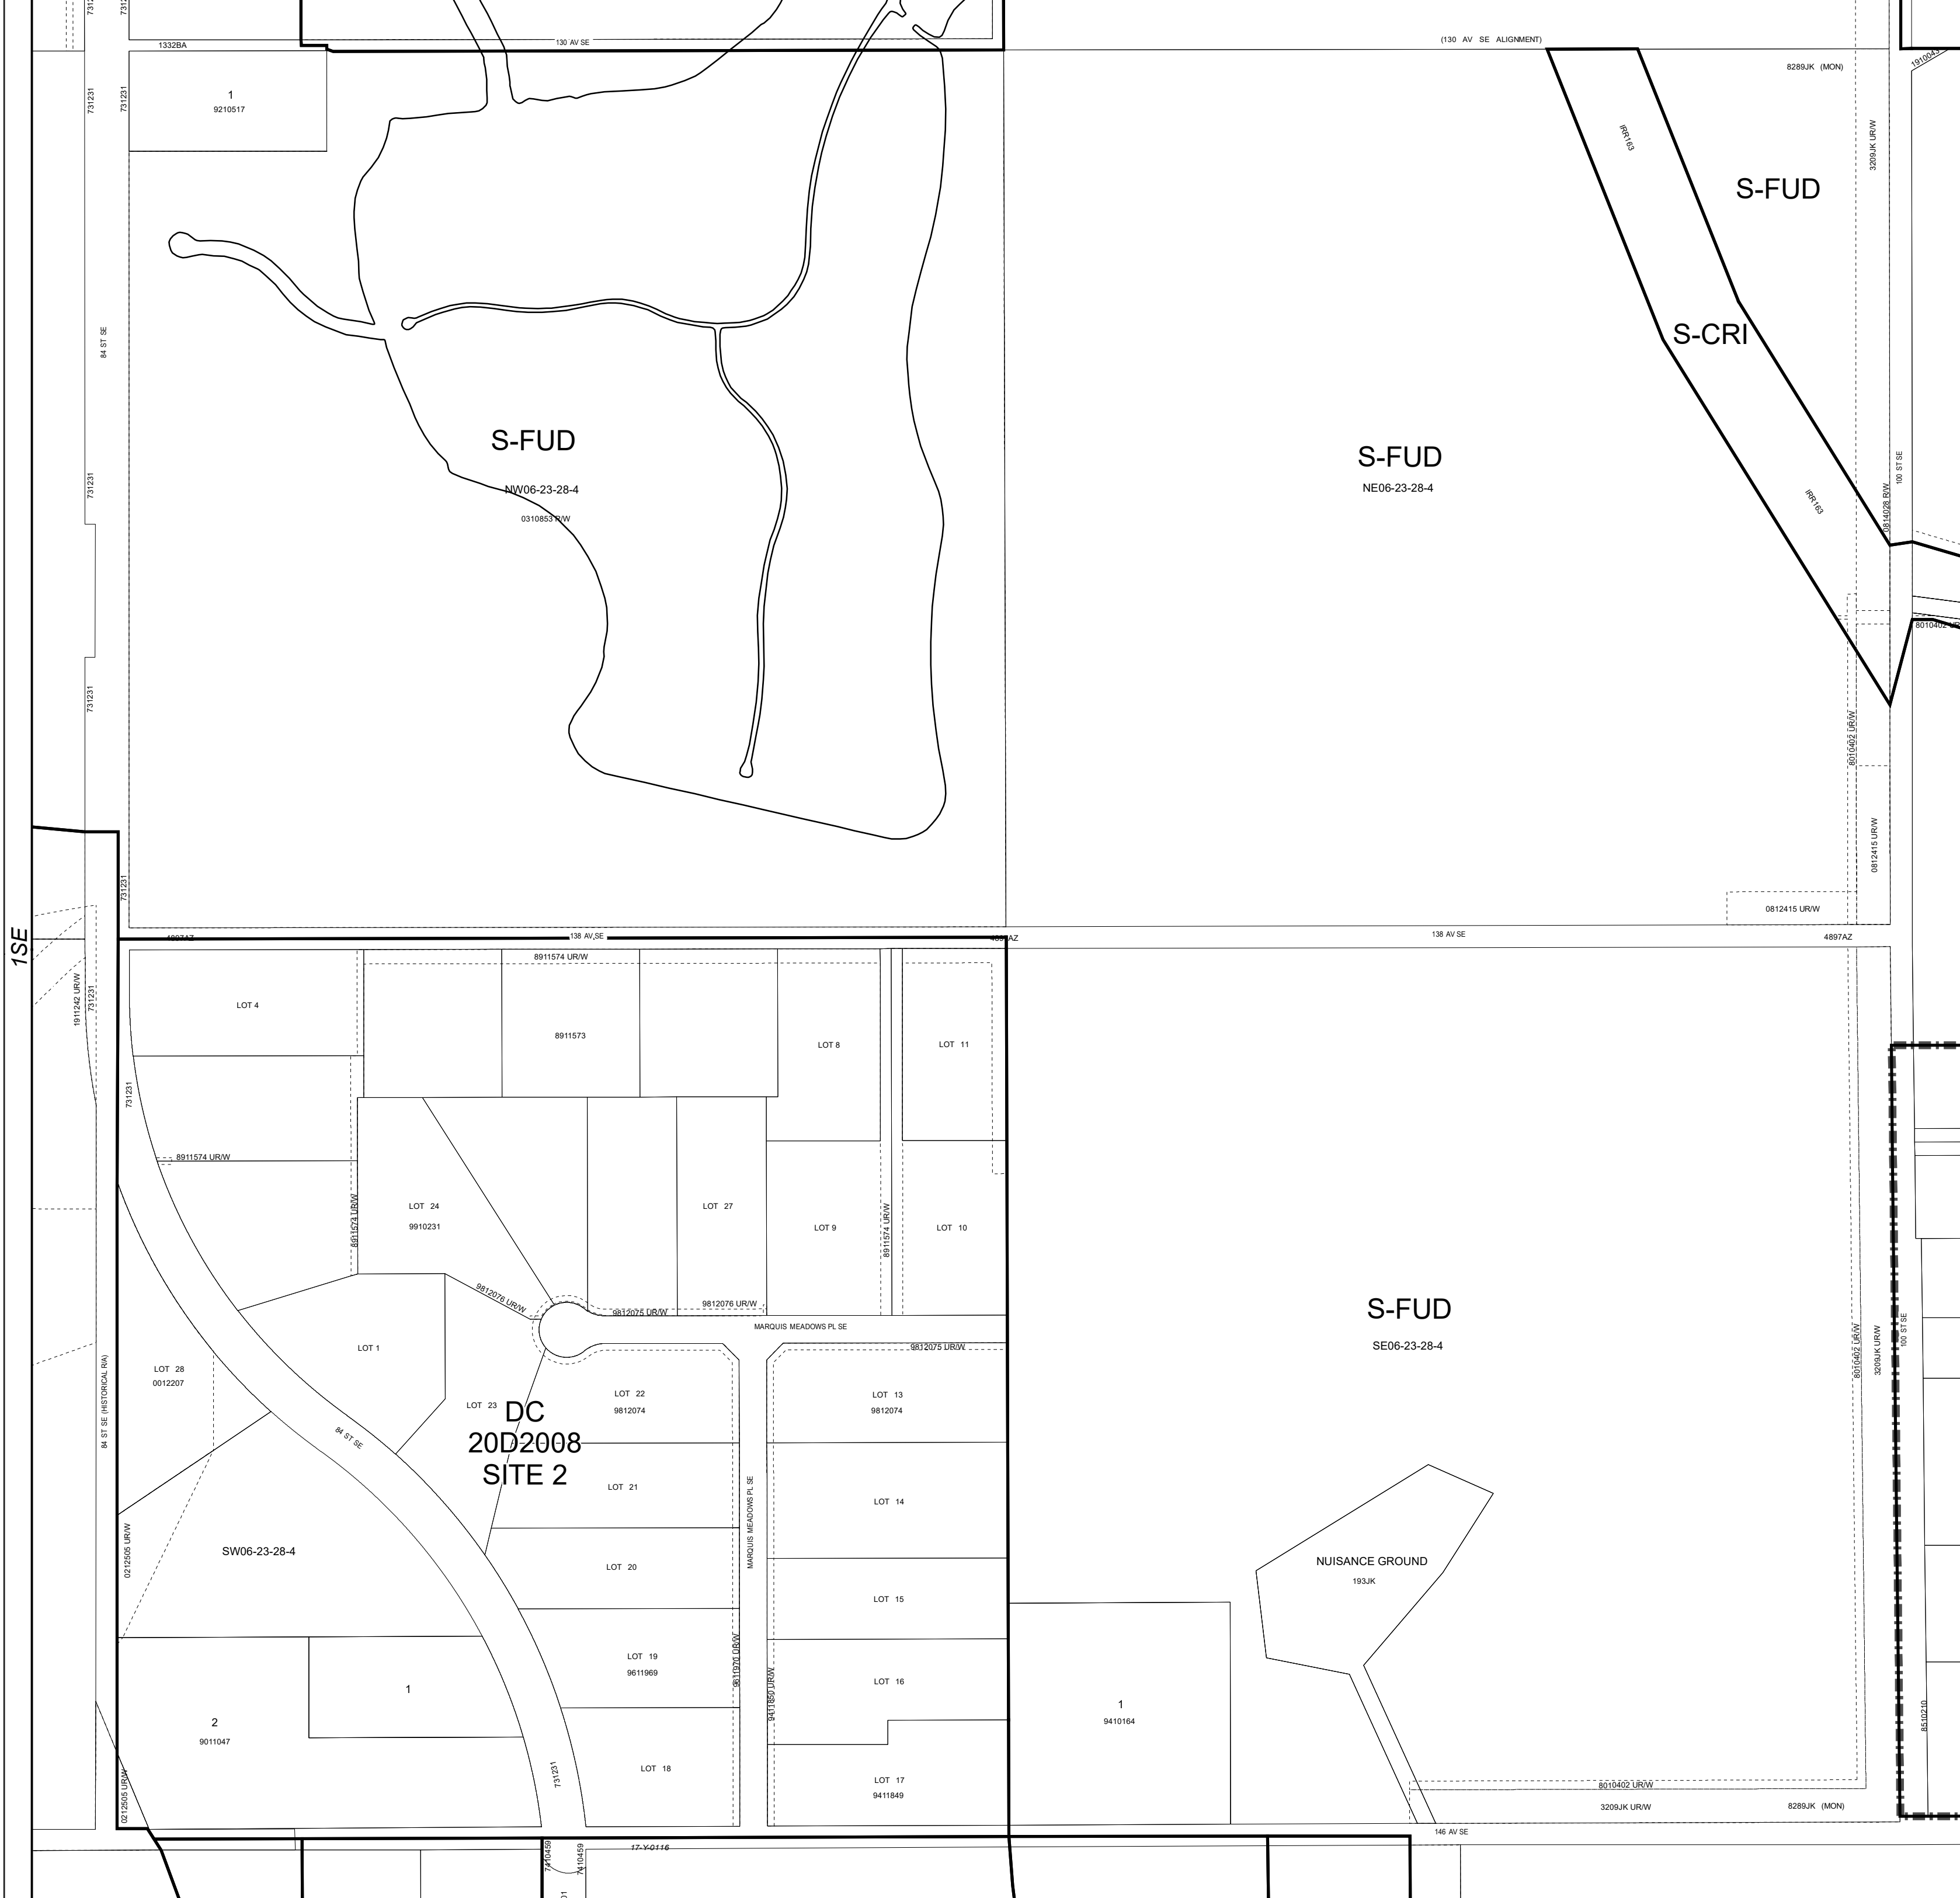 731231
731231
1332BA
130 AV SE
(130 AV SE ALIGNMENT)
8289JK (MON)
1910043
1
9210517
731231
731231
IRR163
3209JK UR/W
S-FUD
84 ST SE
S-CRI
S-FUD
NW06-23-28-4
0310853 R/W
S-FUD
NE06-23-28-4
100 ST SE
IRR163
0814028 R/W
731231
8010402 UR/W
731231
8010402 UR/W
0812415 UR/W
731231
0812415 UR/W
1SE
4897AZ
138 AV SE
4897AZ
138 AV SE
4897AZ
8911574 UR/W
1911242 UR/W
731231
LOT 4
8911573
LOT 8
LOT 11
731231
8911574 UR/W
8911574 UR/W
LOT 24
9910231
LOT 27
LOT 9
8911574 UR/W
LOT 10
9812076 UR/W
9812075 UR/W
9812076 UR/W
MARQUIS MEADOWS PL SE
9812075 UR/W
S-FUD
SE06-23-28-4
8010402 UR/W
3209JK UR/W
100 ST SE
LOT 1
LOT 28
0012207
84 ST SE (HISTORICAL R/A)
LOT 23
LOT 22
9812074
LOT 13
9812074
DC
20D2008
SITE 2
84 ST SE
LOT 21
MARQUIS MEADOWS PL SE
LOT 14
0212505 UR/W
SW06-23-28-4
LOT 20
LOT 15
NUISANCE GROUND
193JK
LOT 19
9611969
9611970 UR/W
9411850 UR/W
LOT 16
1
2
9011047
1
9410164
8510210
0212505 UR/W
731231
LOT 18
LOT 17
9411849
8010402 UR/W
3209JK UR/W
8289JK (MON)
146 AV SE
7410459
7410459
17-Y-0116